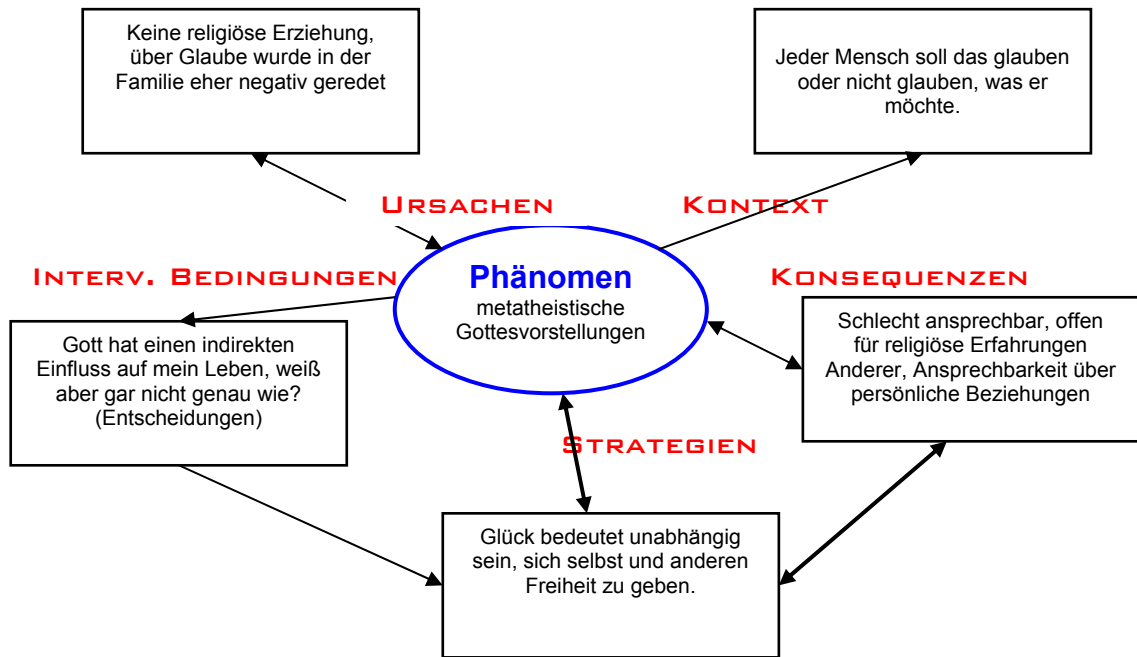 Keine religiöse Erziehung,
über Glaube wurde in der
Familie eher negativ geredet
Jeder Mensch soll das glauben
oder nicht glauben, was er
möchte.
URSACHEN
KONTEXT
INTERV. BEDINGUNGEN
Phänomen
metatheistische
Gottesvorstellungen
KONSEQUENZEN
Gott hat einen indirekten
Einfluss auf mein Leben, weiß
aber gar nicht genau wie?
(Entscheidungen)
Schlecht ansprechbar, offen
für religiöse Erfahrungen
Anderer, Ansprechbarkeit über
persönliche Beziehungen
STRATEGIEN
Glück bedeutet unabhängig
sein, sich selbst und anderen
Freiheit zu geben.